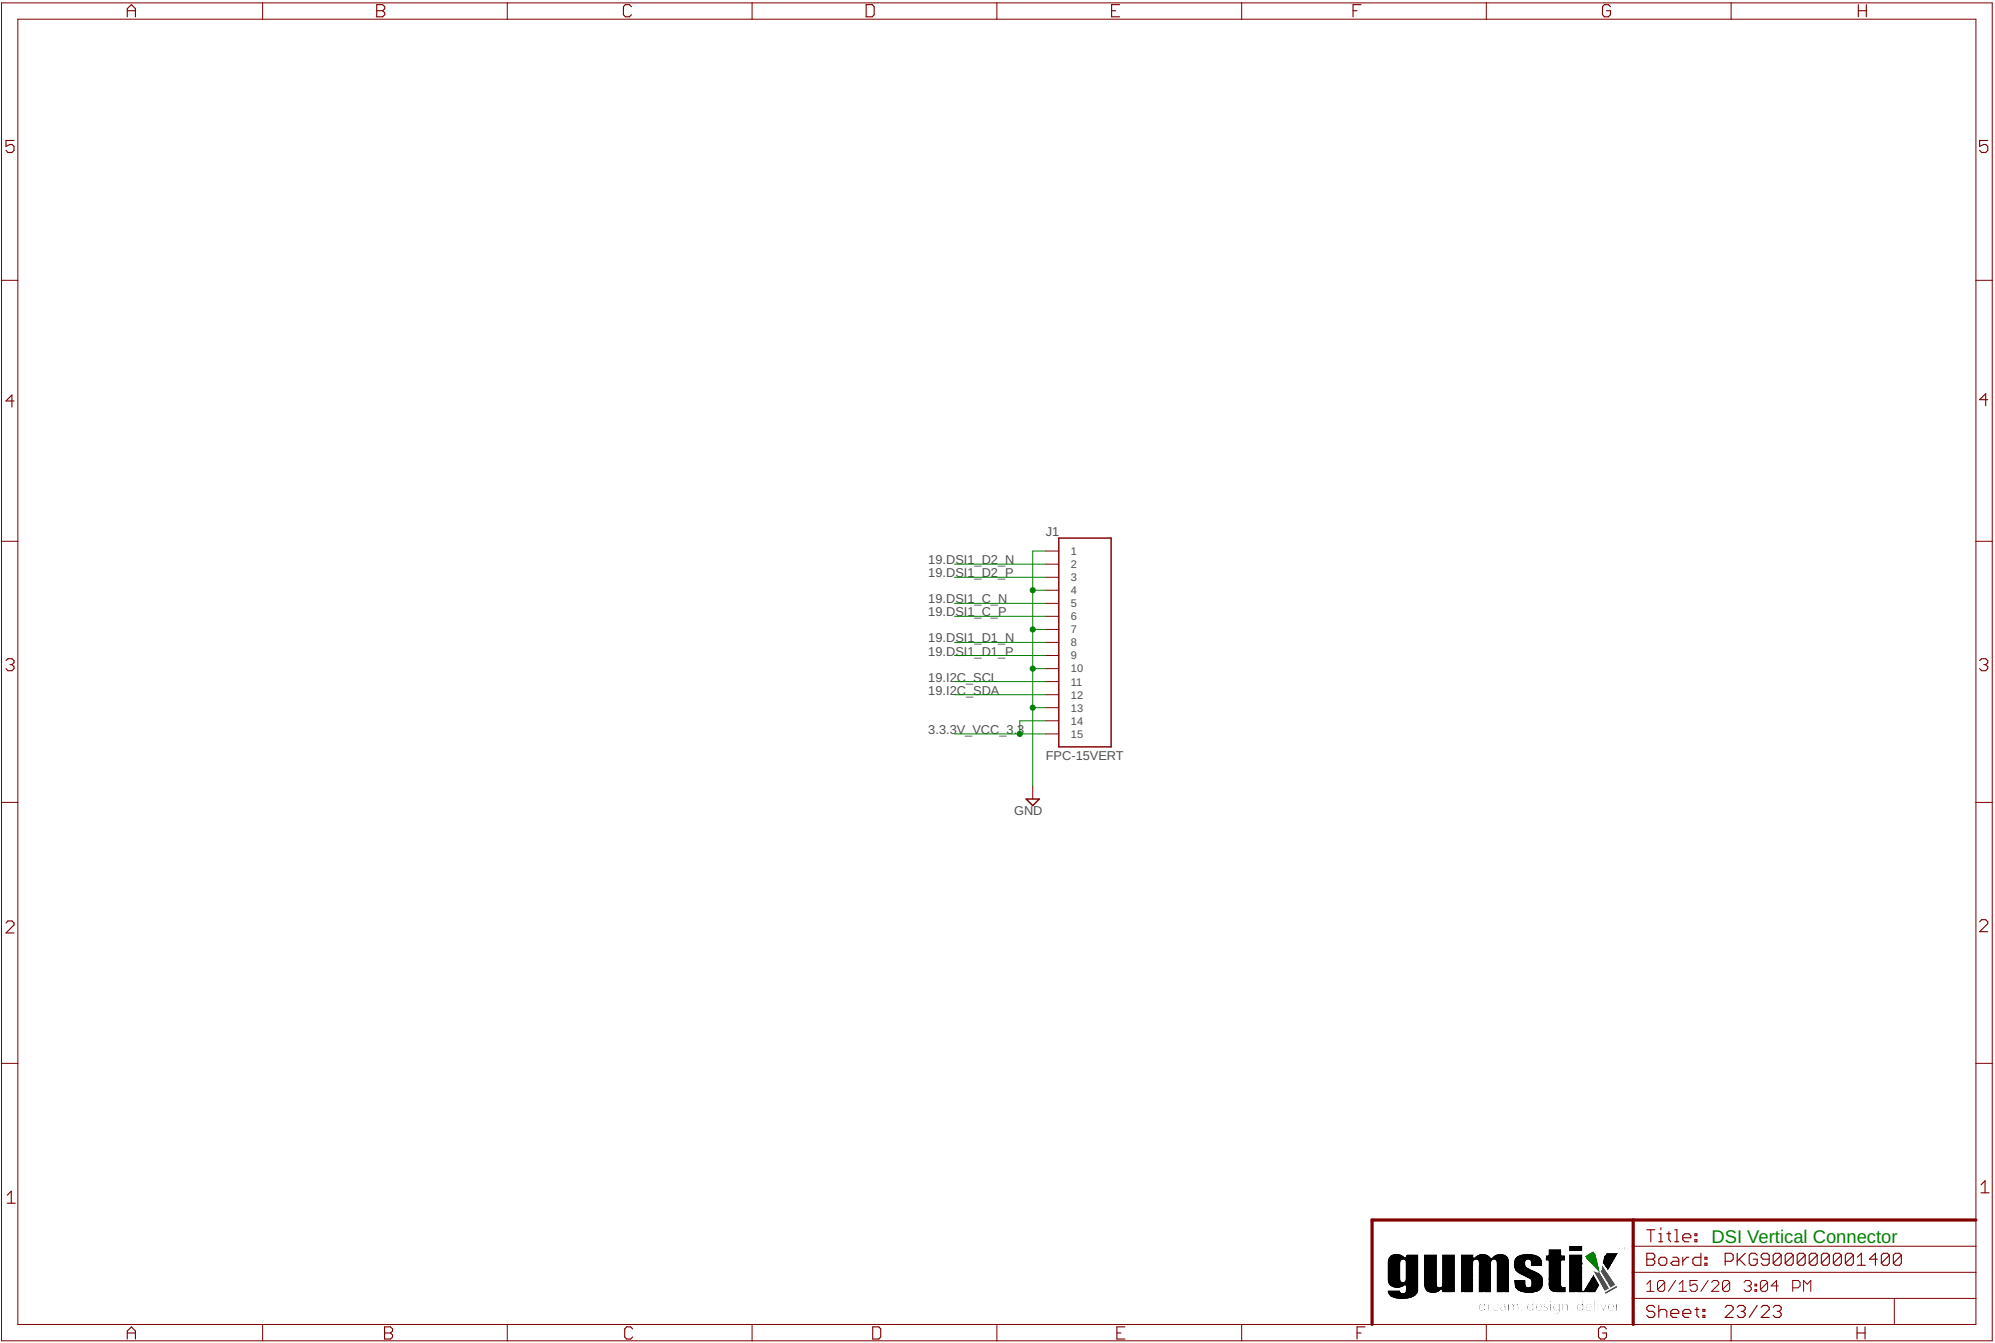 A B C D E F G H
5 5
4 4
J1
1
19.DSI1_D2_N 2
19.DSI1_D2_P 3
4
19.DSI1_C_N 5
19.DSI1_C_P 6
7
19.DSI1_D1_N 8
19.DSI1_D1_P 9
3 3
10
19.I2C_SCL 11
19.I2C_SDA 12
13
14
3.3.3V_VCC_3.3 15
FPC-15VERT
GND
2 2
1 1
Title: DSI Vertical Connector
gumstix
Board: PKG900000001400
10/15/20 3:04 PM
dream. design. deliver
Sheet: 23/23
A B C D E F G H